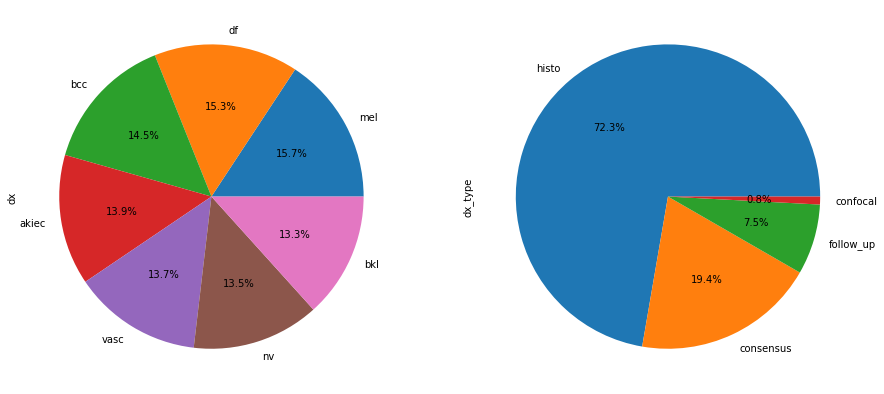 dx
mel
15.7%
df
15.3%
bcc
14.5%
akiec
13.9%
vasc
13.7%
nv
13.5%
bkl
13.3%
dx_type
histo
72.3%
consensus
19.4%
follow_up
7.5%
confocal
0.8%